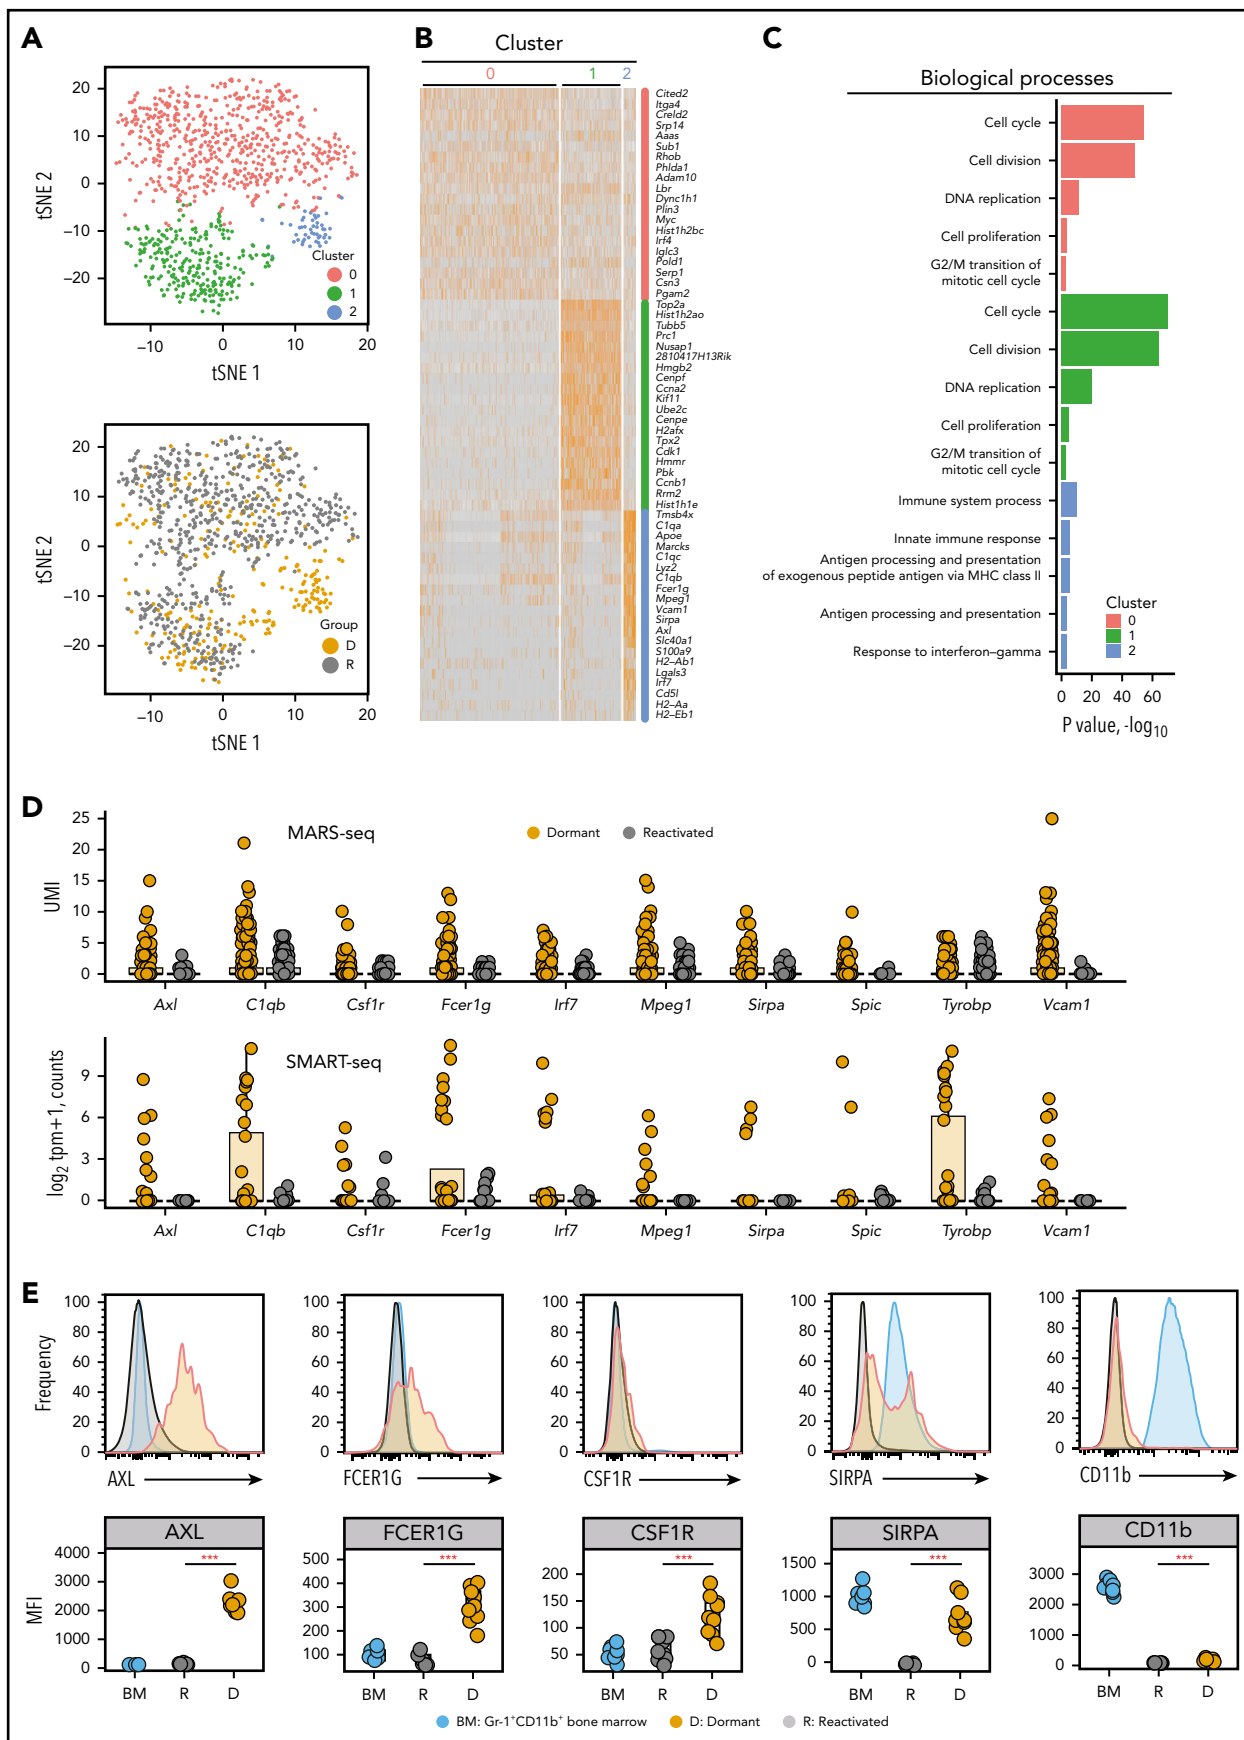 A
20
10
0
−10
−20
tSNE 2
Cluster
0
1
2
−10
0
10
20
tSNE 1
20
10
0
−10
−20
tSNE 2
Group
D
R
−10
0
10
20
tSNE 1
B
Cluster
0 1 2
Cited2
Itga4
Creld2
Srp14
Aaas
Sub1
Rhob
Phlda1
Adam10
Lbr
Dync1h1
Plin3
Myc
Hist1h2bc
Irf4
Iglc3
Pold1
Serp1
Csn3
Pgam2
Top2a
Hist1h2ao
Tubb5
Prc1
Nusap1
2810417H13Rik
Hmgb2
Cenpf
Ccna2
Kif11
Ube2c
Cenpe
H2afx
Tpx2
Cdk1
Hmmr
Pbk
Ccnb1
Rrm2
Hist1h1e
Tmsb4x
C1qa
Apoe
Marcks
C1qc
Lyz2
C1qb
Fcer1g
Mpeg1
Vcam1
Sirpa
Axl
Slc40a1
S100a9
H2−Ab1
Lgals3
Irf7
Cd5l
H2−Aa
H2−Eb1
C
Biological processes
Cell cycle
Cell division
DNA replication
Cell proliferation
G2/M transition of
mitotic cell cycle
Cell cycle
Cell division
DNA replication
Cell proliferation
G2/M transition of
mitotic cell cycle
Immune system process
Innate immune response
Antigen processing and presentation
of exogenous peptide antigen via MHC class II
Antigen processing and presentation
Response to interferon−gamma
Cluster
0
1
2
0 20 40 60
P value, -log10
D
MARS-seq
Dormant Reactivated
25
20
15
10
5
0
UMI
Axl C1qb Csf1r Fcer1g Irf7 Mpeg1 Sirpa Spic Tyrobp Vcam1
SMART-seq
9
6
3
0
log2 tpm+1, counts
Axl C1qb Csf1r Fcer1g Irf7 Mpeg1 Sirpa Spic Tyrobp Vcam1
E
Frequency
100
80
60
40
20
0
AXL
100
80
60
40
20
0
FCER1G
100
80
60
40
20
0
CSF1R
100
80
60
40
20
0
SIRPA
100
80
60
40
20
0
CD11b
MFI
AXL
4000
3000
2000
1000
0
***
BM R D
FCER1G
500
400
300
200
100
***
BM R D
CSF1R
200
150
100
50
***
BM R D
SIRPA
1500
1000
500
0
***
BM R D
CD11b
3000
2000
1000
0
***
BM R D
BM: Gr-1+CD11b+ bone marrow D: Dormant R: Reactivated